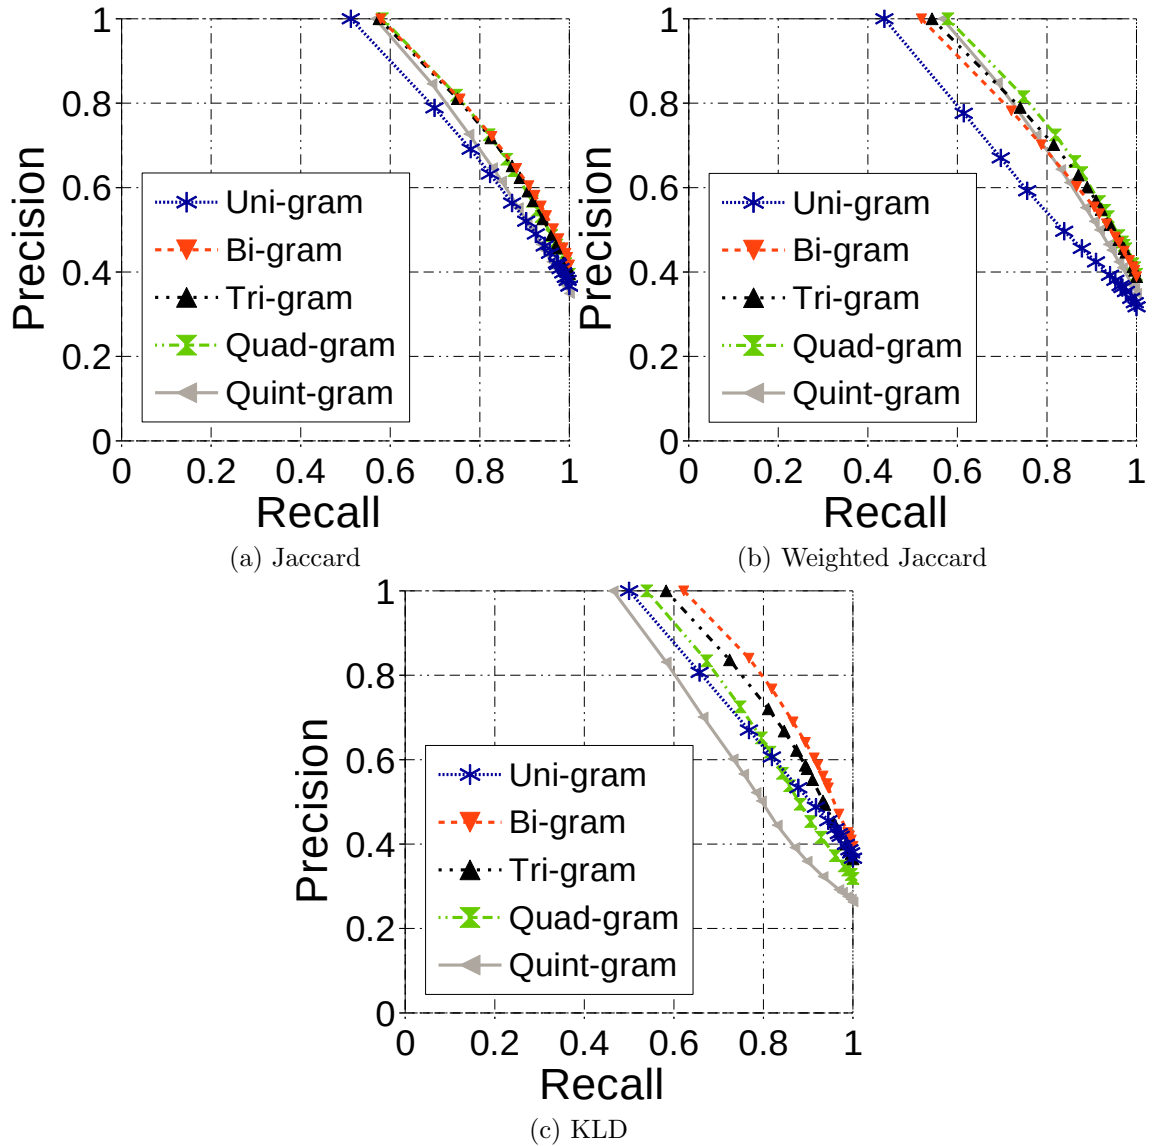 1
0.8
0.6
0.4
0.2
0
Precision
Uni-gram
Bi-gram
Tri-gram
Quad-gram
Quint-gram
0 0.2 0.4 0.6 0.8 1
Recall
(a) Jaccard
1
0.8
0.6
0.4
0.2
0
Precision
Uni-gram
Bi-gram
Tri-gram
Quad-gram
Quint-gram
0 0.2 0.4 0.6 0.8 1
Recall
(b) Weighted Jaccard
1
0.8
0.6
0.4
0.2
0
Precision
Uni-gram
Bi-gram
Tri-gram
Quad-gram
Quint-gram
0 0.2 0.4 0.6 0.8 1
Recall
(c) KLD